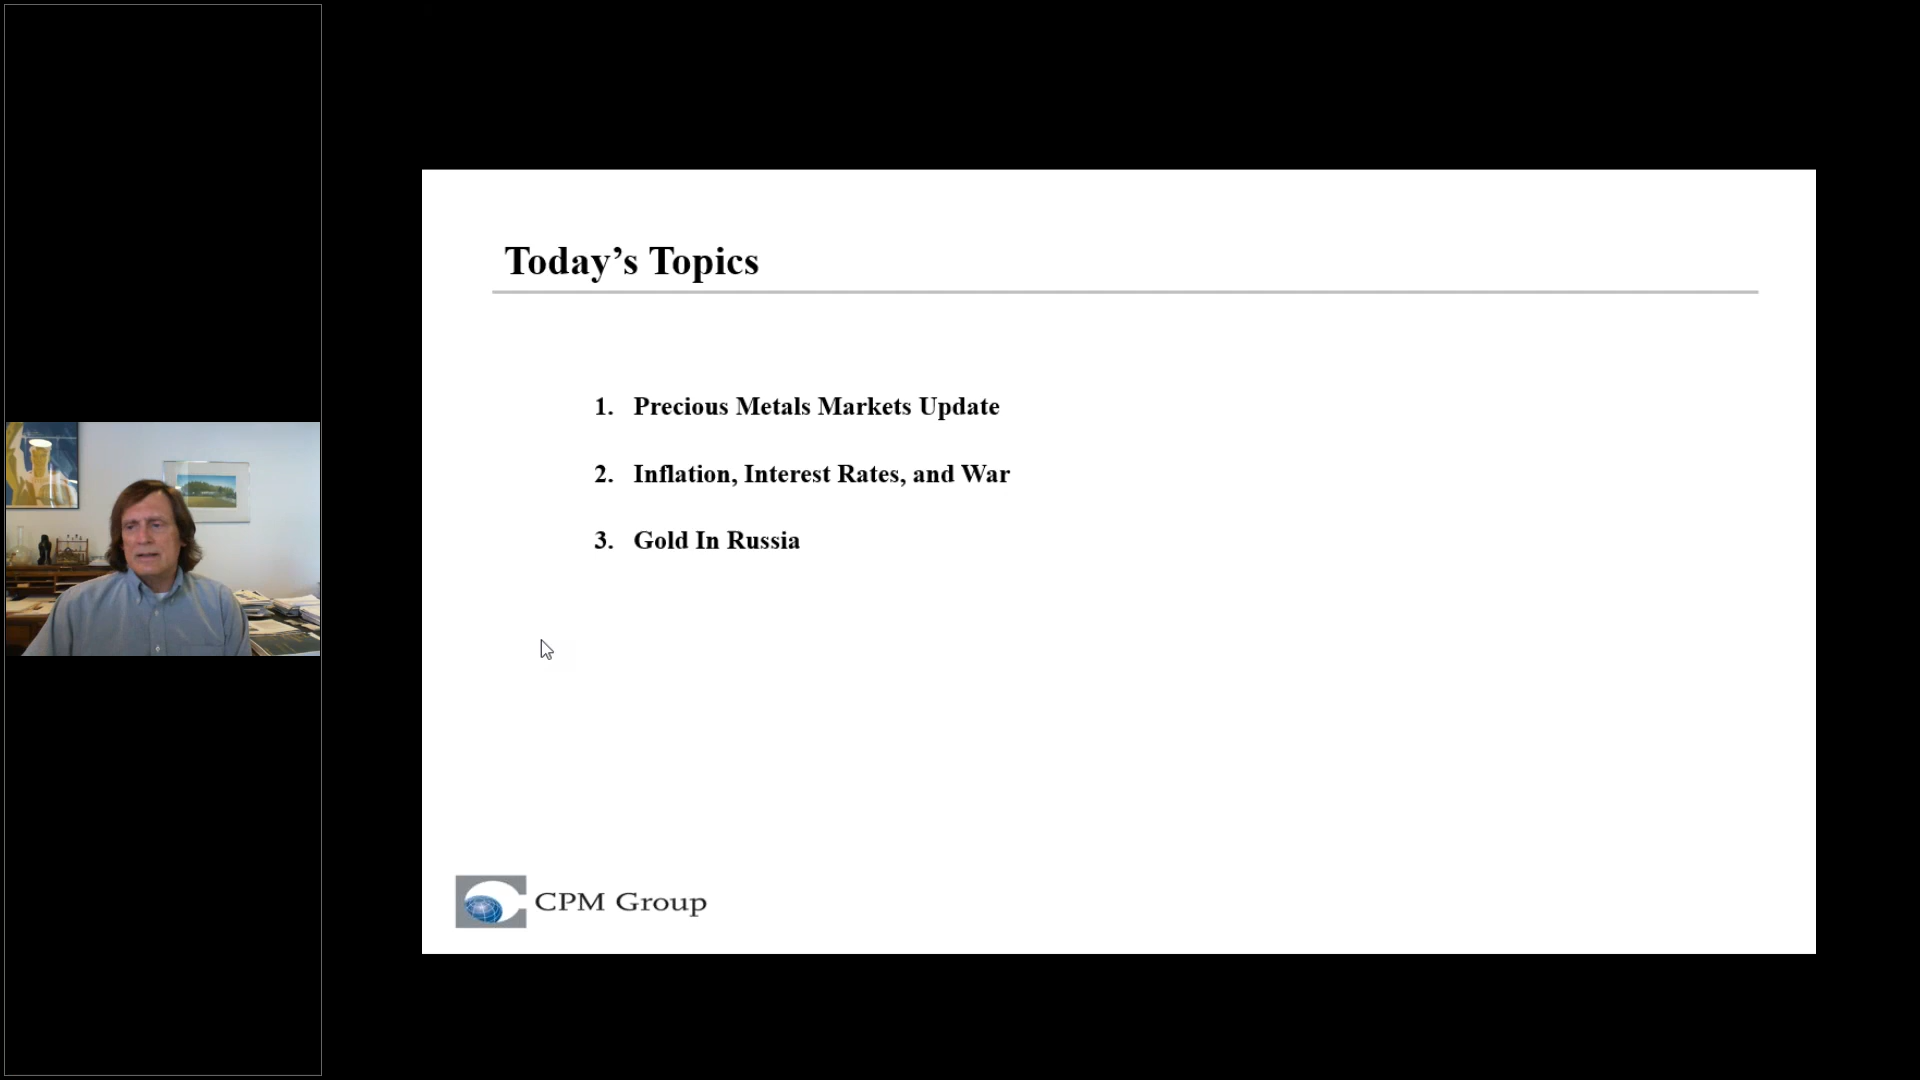 Today’s Topics
1. Precious Metals Markets Update
2. Inflation, Interest Rates, and War
3. Gold In Russia
CPM Group